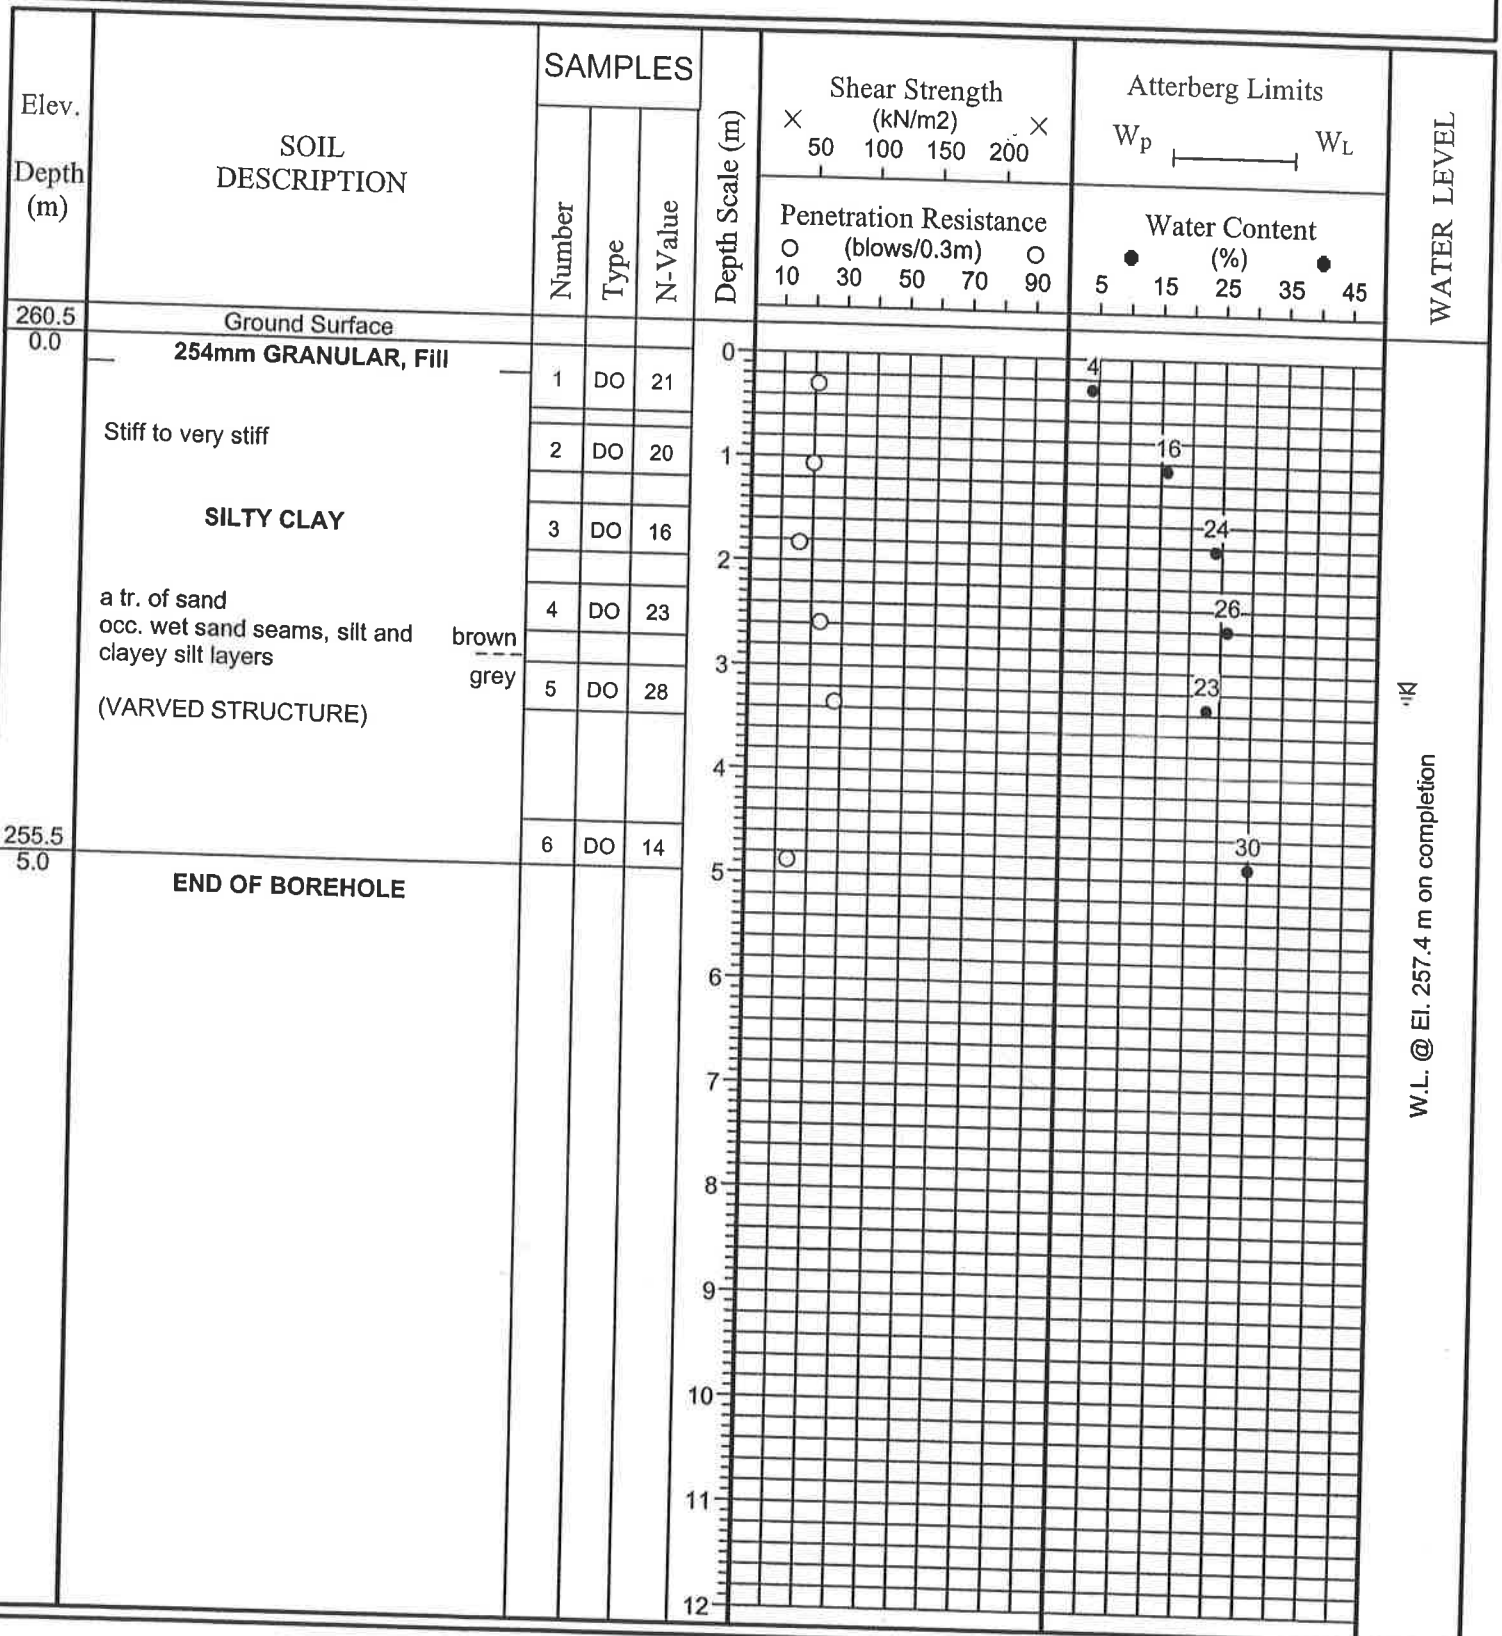 Elev.
Depth
(m)
SOIL
DESCRIPTION
SAMPLES
Number
Type
N-Value
Depth Scale (m)
Shear Strength
× (kN/m2) ×
50 100 150 200
Penetration Resistance
(blows/0.3m)
10 30 50 70 90
Atterberg Limits
Wp WL
Water Content
(%)
5 15 25 35 45
WATER LEVEL
260.5
0.0
Ground Surface
254mm GRANULAR, Fill
1 DO 21
Stiff to very stiff
2 DO 20
SILTY CLAY
3 DO 16
a tr. of sand
occ. wet sand seams, silt and
clayey silt layers
brown
grey
4 DO 23
(VARVED STRUCTURE)
5 DO 28
255.5
5.0
6 DO 14
END OF BOREHOLE
0
1
2
3
4
5
6
7
8
9
10
11
12
4
16
24
26
23
30
W.L. @ El. 257.4 m on completion